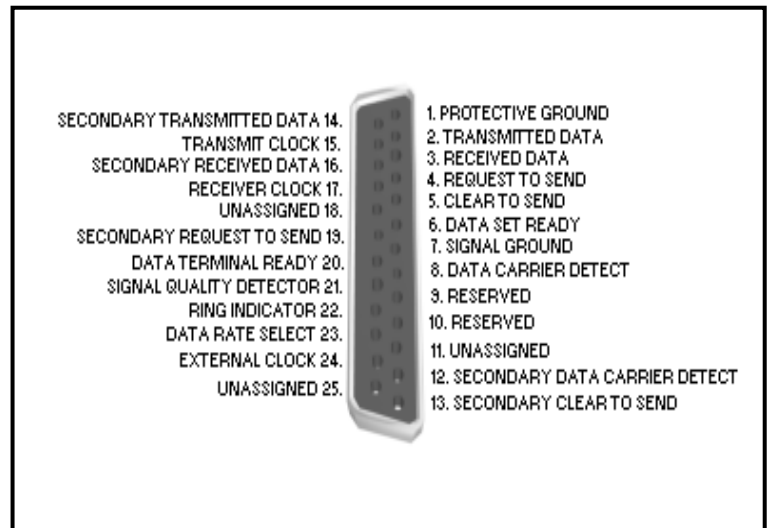 SECONDARY TRANSMITTED DATA 14.
TRANSMIT CLOCK 15.
SECONDARY RECEIVED DATA 16.
RECEIVER CLOCK 17.
UNASSIGNED 18.
SECONDARY REQUEST TO SEND 19.
DATA TERMINAL READY 20.
SIGNAL QUALITY DETECTOR 21.
RING INDICATOR 22.
DATA RATE SELECT 23.
EXTERNAL CLOCK 24.
UNASSIGNED 25.
1. PROTECTIVE GROUND
2. TRANSMITTED DATA
3. RECEIVED DATA
4. REQUEST TO SEND
5. CLEAR TO SEND
6. DATA SET READY
7. SIGNAL GROUND
8. DATA CARRIER DETECT
9. RESERVED
10. RESERVED
11. UNASSIGNED
12. SECONDARY DATA CARRIER DETECT
13. SECONDARY CLEAR TO SEND